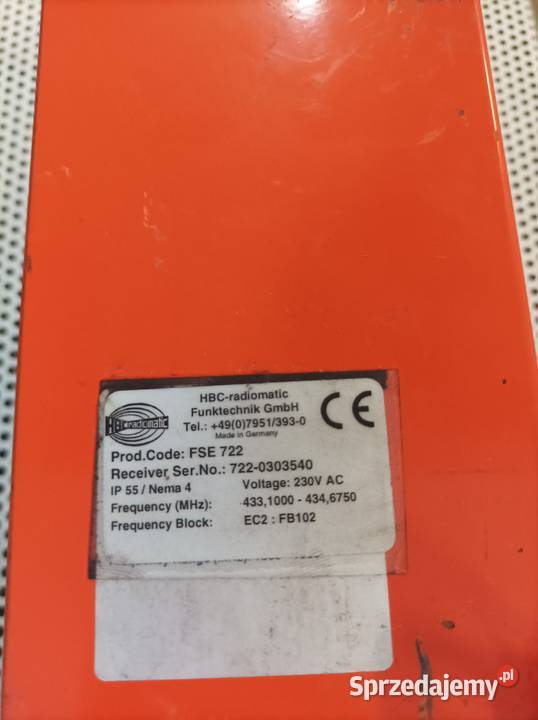 HBC-radiomatic
HBC-radiomatic
Funktechnik GmbH
Tel.: +49(0)7951/393-0
Made in Germany
CE
Prod.Code: FSE 722
Receiver Ser.No.: 722-0303540
IP 55 / Nema 4 Voltage: 230V AC
Frequency (MHz): 433,1000 - 434,6750
Frequency Block: EC2 : FB102
Sprzedajemy.pl